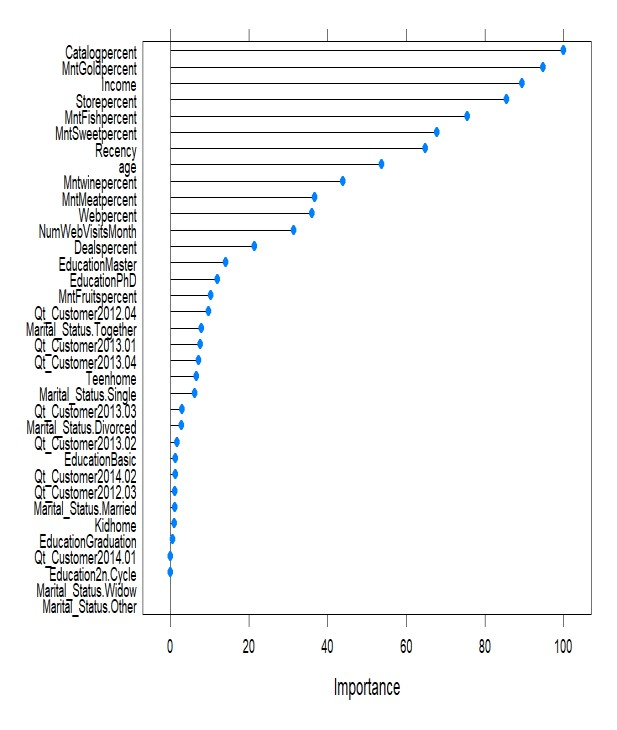 Catalogpercent
MntGoldpercent
Income
Storepercent
MntFishpercent
MntSweetpercent
Recency
age
Mntwinepercent
MntMeatpercent
Webpercent
NumWebVisitsMonth
Dealspercent
EducationMaster
EducationPhD
MntFruitspercent
Qt_Customer2012.04
Marital_Status.Together
Qt_Customer2013.01
Qt_Customer2013.04
Teenhome
Marital_Status.Single
Qt_Customer2013.03
Marital_Status.Divorced
Qt_Customer2013.02
EducationBasic
Qt_Customer2014.02
Qt_Customer2012.03
Marital_Status.Married
Kidhome
EducationGraduation
Qt_Customer2014.01
Education2n.Cycle
Marital_Status.Widow
Marital_Status.Other
0 20 40 60 80 100
Importance